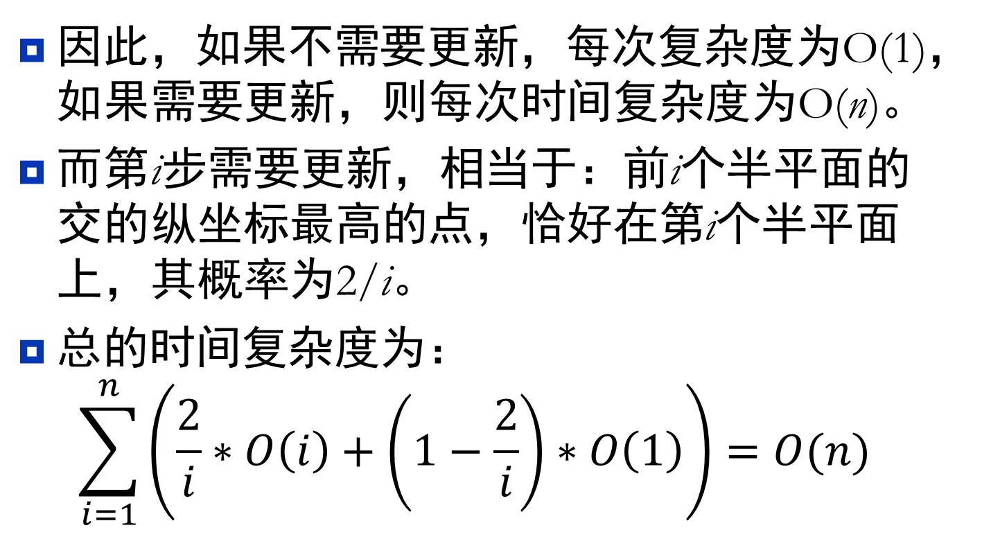 因此，如果不需要更新，每次复杂度为O(1)，
如果需要更新，则每次时间复杂度为O(n)。
而第i步需要更新，相当于：前i个半平面的
交的纵坐标最高的点，恰好在第i个半平面
上，其概率为2/i。
总的时间复杂度为：
\sum_{i=1}^{n} \left( \frac{2}{i} * O(i) + \left( 1 - \frac{2}{i} \right) * O(1) \right) = O(n)